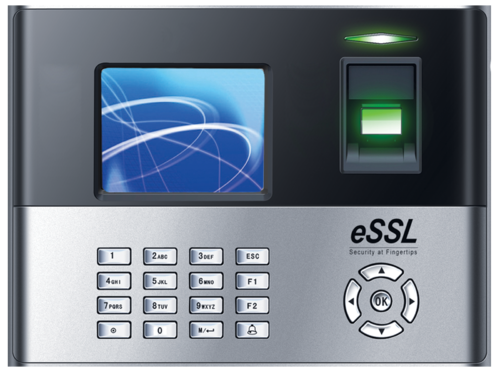 eSSL
Security at Fingertips
1 2ABC 3DEF ESC
4GHI 5JKL 6MNO F1
7PQRS 8TUV 9WXYZ F2
0 M/↵
OK